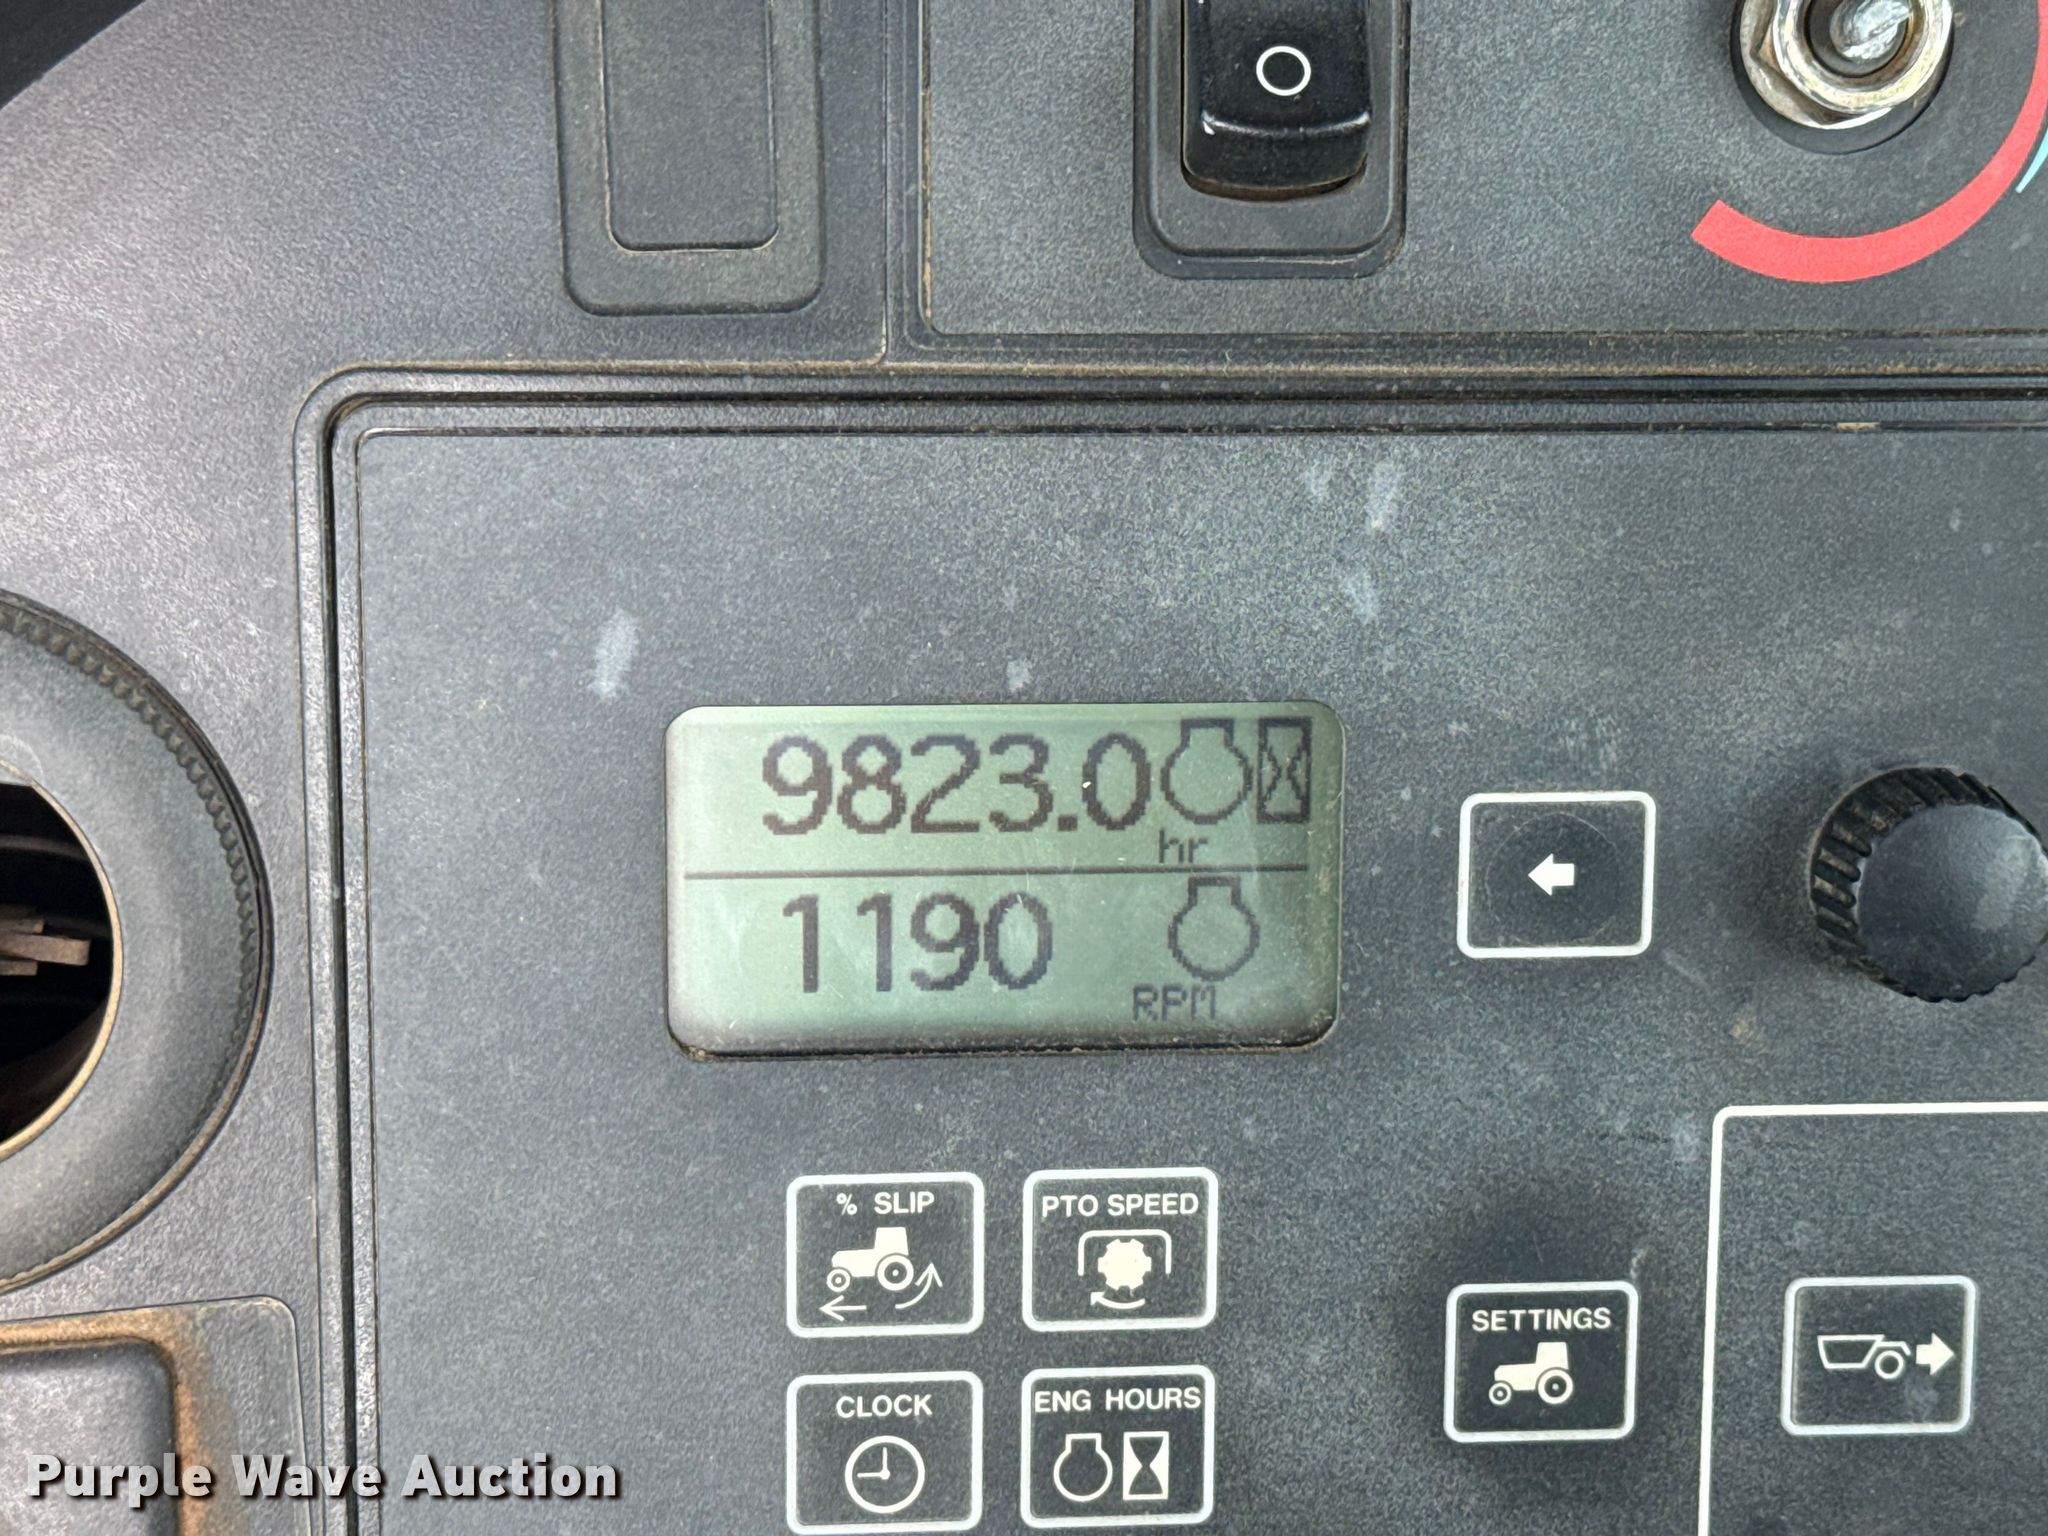 O
9823.0
hr
1190
RPM
% SLIP
PTO SPEED
SETTINGS
CLOCK
ENG HOURS
Purple Wave Auction